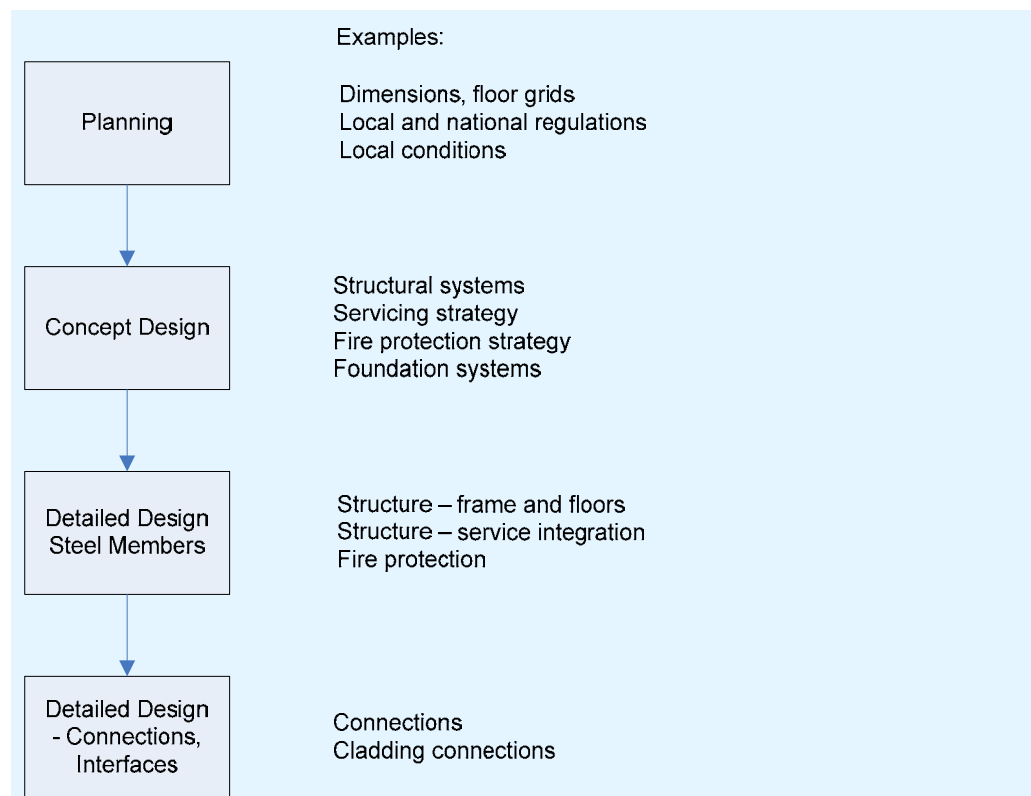 Examples:
Planning
Dimensions, floor grids
Local and national regulations
Local conditions
Concept Design
Structural systems
Servicing strategy
Fire protection strategy
Foundation systems
Detailed Design
Steel Members
Structure – frame and floors
Structure – service integration
Fire protection
Detailed Design
- Connections,
Interfaces
Connections
Cladding connections